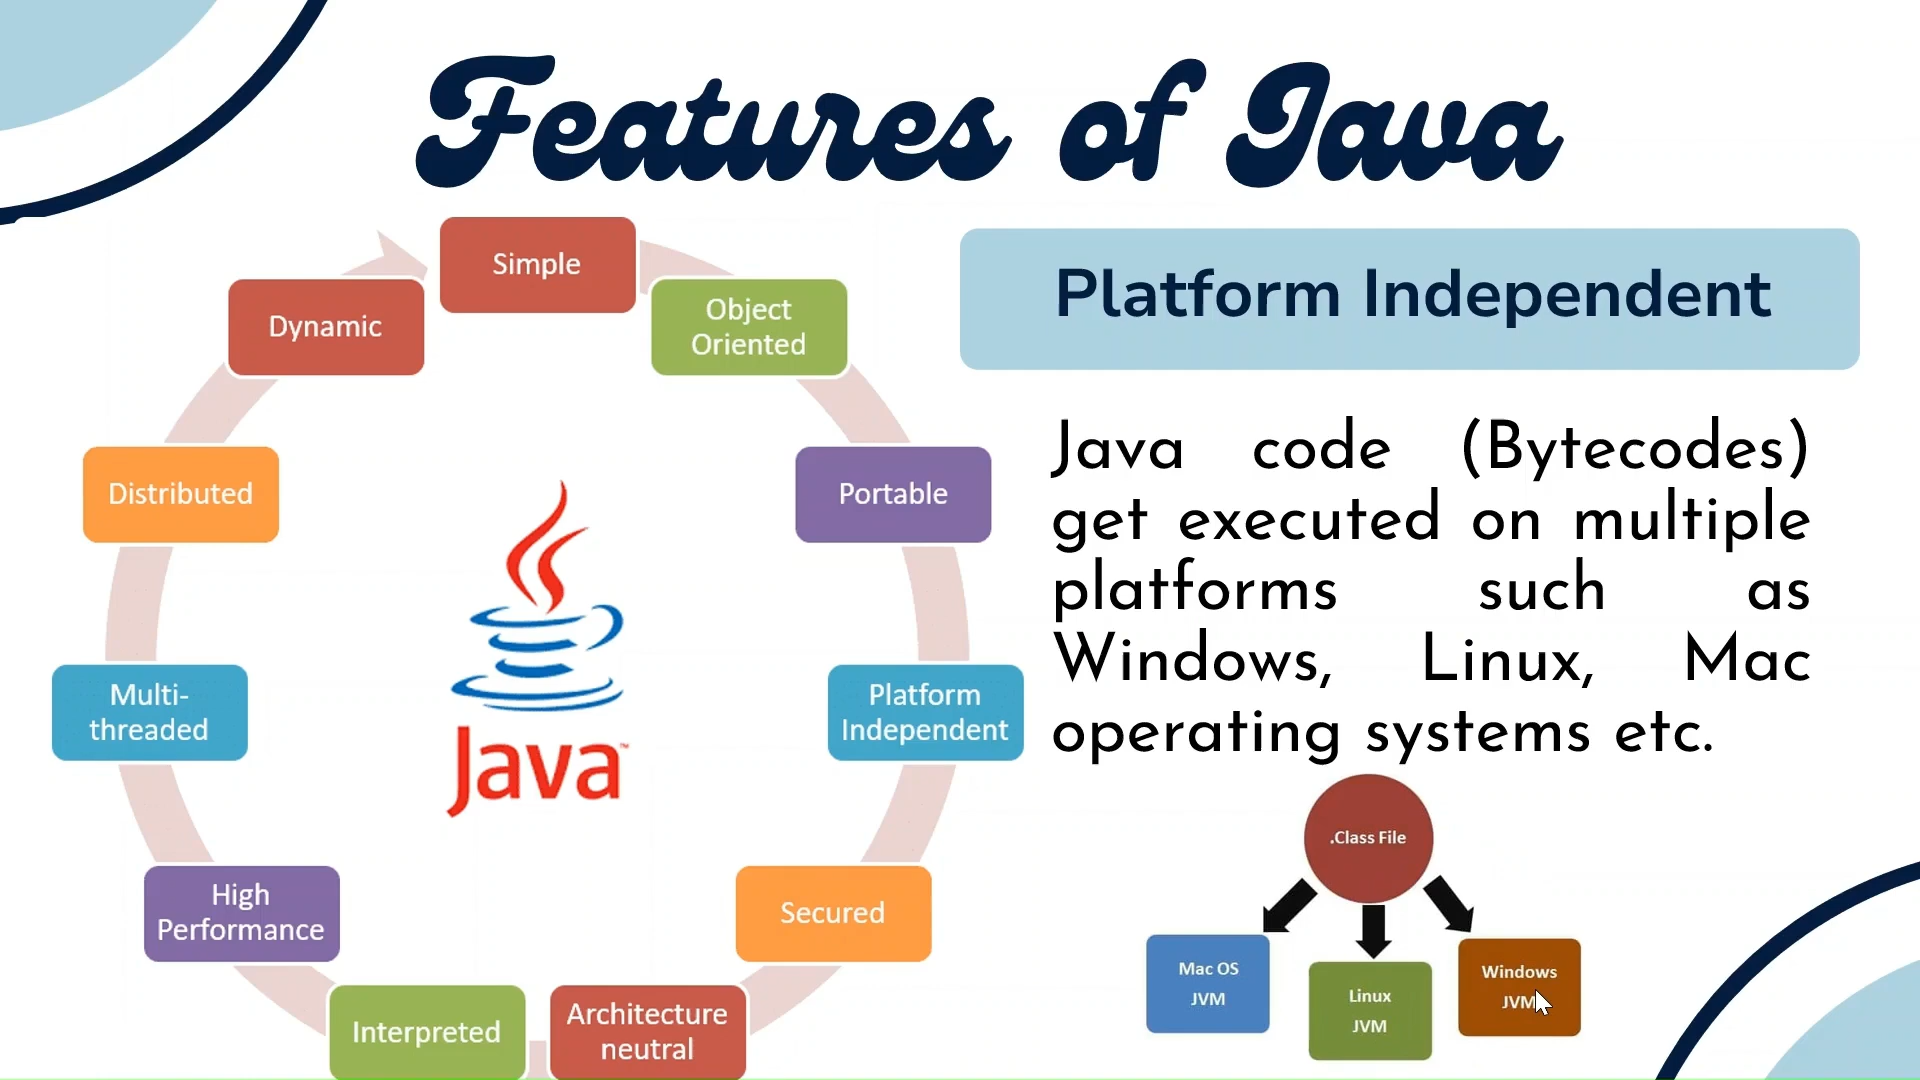 Features of Java
Simple
Object
Oriented
Portable
Platform
Independent
Secured
Architecture
neutral
Interpreted
High
Performance
Multi-
threaded
Distributed
Dynamic
Java™
Platform Independent
Java code (Bytecodes)
get executed on multiple
platforms such as
Windows, Linux, Mac
operating systems etc.
.Class File
Mac OS
JVM
Linux
JVM
Windows
JVM